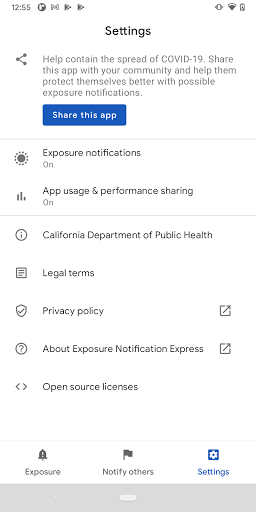 12:55
Settings
Help contain the spread of COVID-19. Share
this app with your community and help them
protect themselves better with possible
exposure notifications.
Share this app
Exposure notifications
On
App usage & performance sharing
On
California Department of Public Health
Legal terms
Privacy policy
About Exposure Notification Express
Open source licenses
Exposure
Notify others
Settings